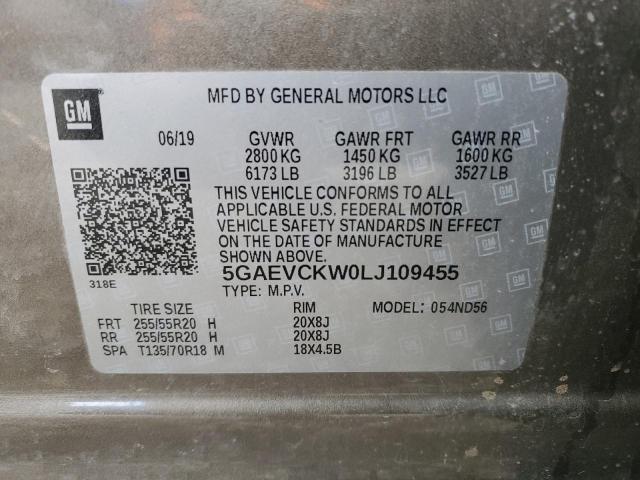 GM
MFD BY GENERAL MOTORS LLC
06/19 GVWR GAWR FRT GAWR RR
2800 KG 1450 KG 1600 KG
6173 LB 3196 LB 3527 LB
THIS VEHICLE CONFORMS TO ALL
APPLICABLE U.S. FEDERAL MOTOR
VEHICLE SAFETY STANDARDS IN EFFECT
ON THE DATE OF MANUFACTURE
SHOWN ABOVE.
318E
5GAEVCKW0LJ109455
TYPE: M.P.V.
TIRE SIZE RIM MODEL: 054ND56
FRT 255/55R20 H 20X8J
RR 255/55R20 H 20X8J
SPA T135/70R18 M 18X4.5B